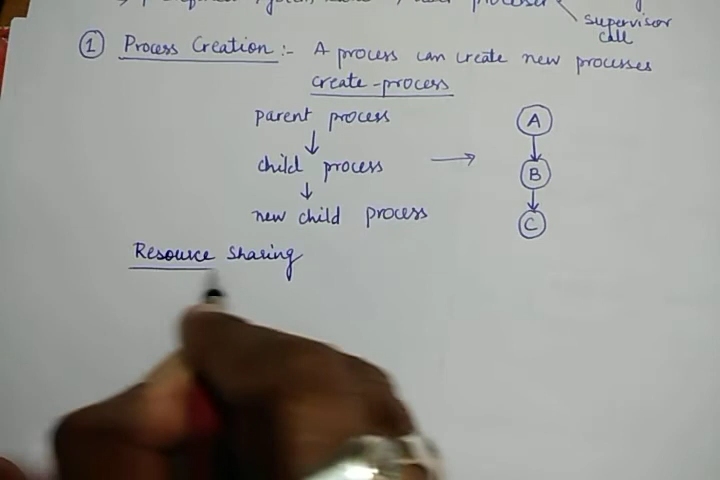 supervisor
call
① Process Creation :- A process can create new processes
create-process
parent process
child process
new child process
A
B
C
Resource sharing